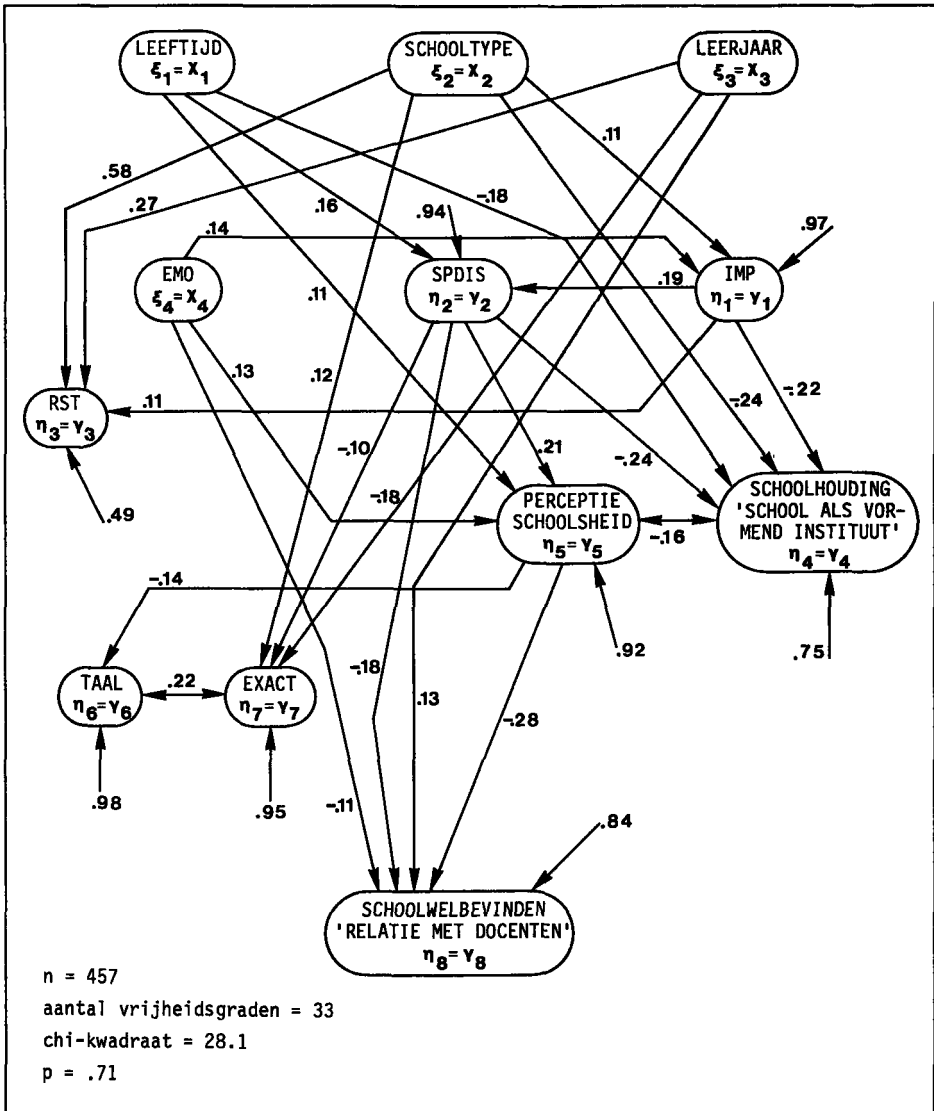 LEEFTIJD
ξ1=X1
SCHOOLTYPE
ξ2=X2
LEERJAAR
ξ3=X3
.11
.58
.27
.16
-.18
.94
.97
.14
EMO
ξ4=X4
SPDIS
η2=Y2
.19
IMP
η1=Y1
.11
.13
.12
.11
RST
η3=Y3
-.22
-.24
-.10
.21
-.24
-.18
.49
PERCEPTIE
SCHOOLSHEID
η5=Y5
-.16
SCHOOLHOUDING
'SCHOOL ALS VOR-
MEND INSTITUUT'
η4=Y4
-.14
.92
.75
TAAL
η6=Y6
.22
EXACT
η7=Y7
-.18
.13
-.28
.98
.95
-.11
.84
SCHOOLWELBEVINDEN
'RELATIE MET DOCENTEN'
η8=Y8
n = 457
aantal vrijheidsgraden = 33
chi-kwadraat = 28.1
p = .71